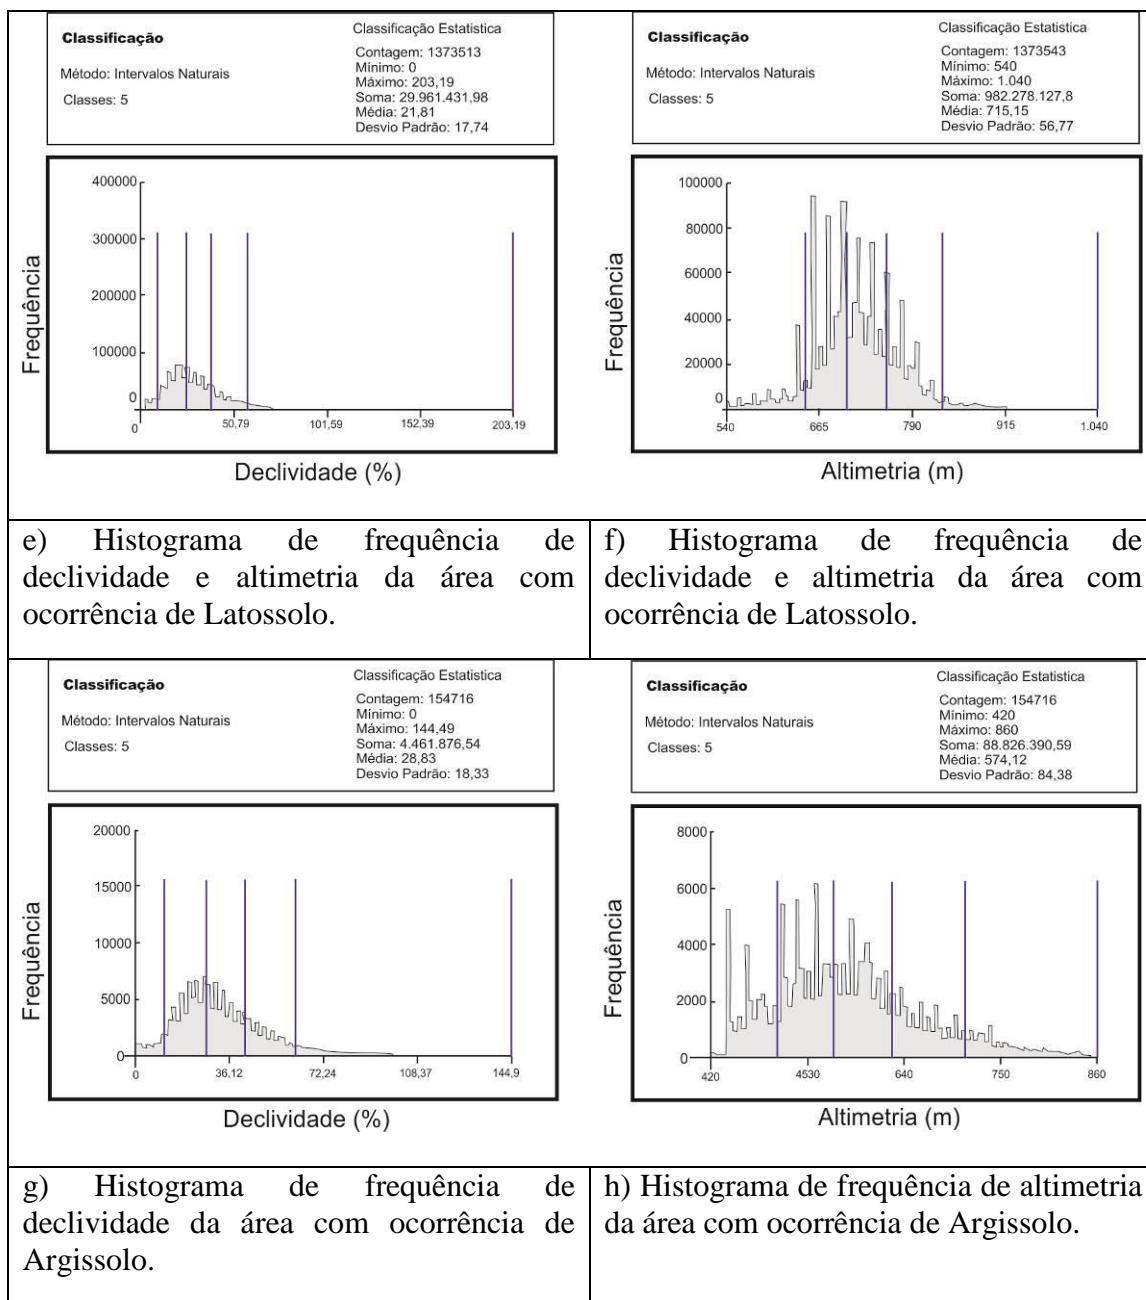 Classificação
Método: Intervalos Naturais
Classes: 5
Classificação Estatistica
Contagem: 1373513
Mínimo: 0
Máximo: 203,19
Soma: 29.961.431,98
Média: 21,81
Desvio Padrão: 17,74
Frequência
400000
300000
200000
100000
0
0
50,79
101,59
152,39
203,19
Declividade (%)
Classificação
Método: Intervalos Naturais
Classes: 5
Classificação Estatistica
Contagem: 1373543
Mínimo: 540
Máximo: 1.040
Soma: 982.278.127,8
Média: 715,15
Desvio Padrão: 56,77
Frequência
100000
80000
60000
40000
20000
0
540
665
790
915
1.040
Altimetria (m)
e) Histograma de frequência de
declividade e altimetria da área com
ocorrência de Latossolo.
f) Histograma de frequência de
declividade e altimetria da área com
ocorrência de Latossolo.
Classificação
Método: Intervalos Naturais
Classes: 5
Classificação Estatistica
Contagem: 154716
Mínimo: 0
Máximo: 144,49
Soma: 4.461.876,54
Média: 28,83
Desvio Padrão: 18,33
Frequência
20000
15000
10000
5000
0
0
36,12
72,24
108,37
144,9
Declividade (%)
Classificação
Método: Intervalos Naturais
Classes: 5
Classificação Estatistica
Contagem: 154716
Mínimo: 420
Máximo: 860
Soma: 88.826.390,59
Média: 574,12
Desvio Padrão: 84,38
Frequência
8000
6000
4000
2000
0
420
4530
640
750
860
Altimetria (m)
g) Histograma de frequência de
declividade da área com ocorrência de
Argissolo.
h) Histograma de frequência de altimetria
da área com ocorrência de Argissolo.